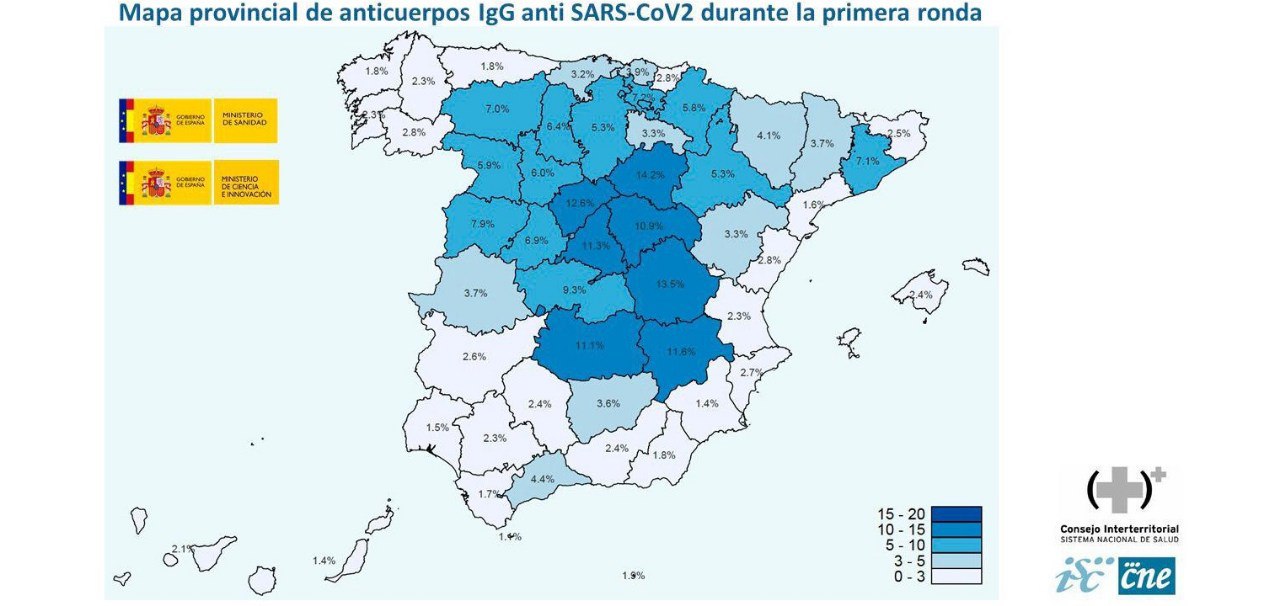 Mapa provincial de anticuerpos IgG anti SARS-CoV2 durante la primera ronda
GOBIERNO
DE ESPAÑA
MINISTERIO
DE SANIDAD
GOBIERNO
DE ESPAÑA
MINISTERIO
DE CIENCIA
E INNOVACIÓN
1.8%
2.3%
1.8%
3.2%
3.9%
2.8%
2.3%
2.8%
7.0%
6.4%
5.3%
7.2%
5.8%
3.3%
4.1%
3.7%
2.5%
7.1%
5.9%
6.0%
14.2%
5.3%
1.6%
7.9%
6.9%
12.6%
11.3%
10.9%
3.3%
2.8%
3.7%
9.3%
13.5%
2.4%
2.3%
2.6%
11.1%
11.6%
2.7%
2.4%
3.6%
1.4%
1.5%
2.3%
2.4%
1.8%
1.7%
4.4%
2.1%
1.4%
1.9%
15 - 20
10 - 15
5 - 10
3 - 5
0 - 3
Consejo Interterritorial
SISTEMA NACIONAL DE SALUD
isc
cne